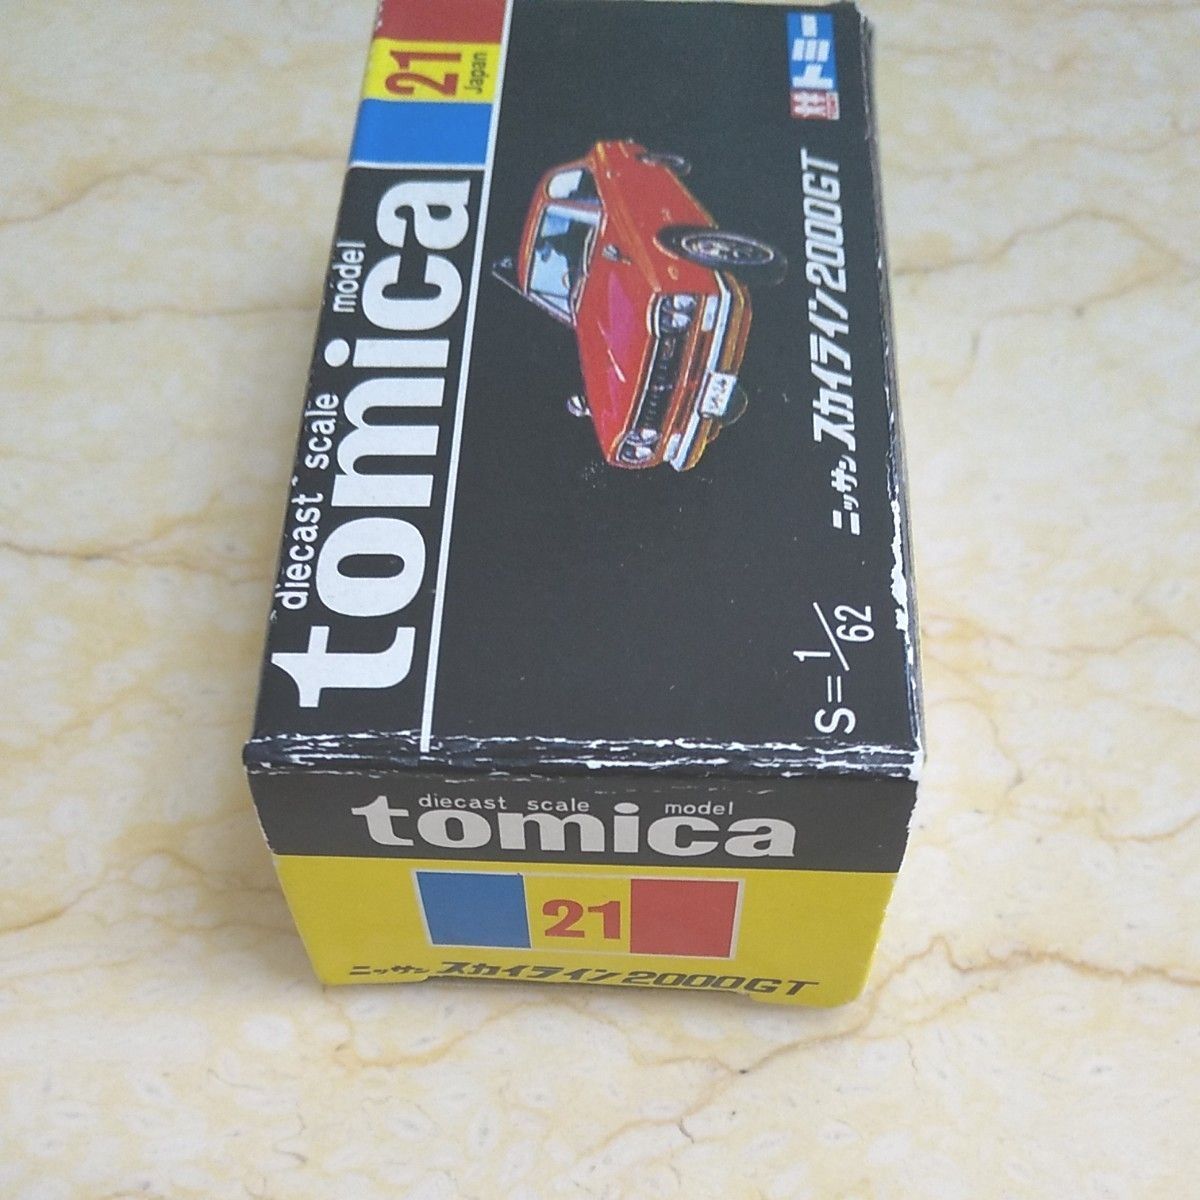 21
Japan
diecast scale model
tomica
トミー
ニッサン スカイライン2000GT
S=1/62
diecast scale model
tomica
21
ニッサン スカイライン2000GT